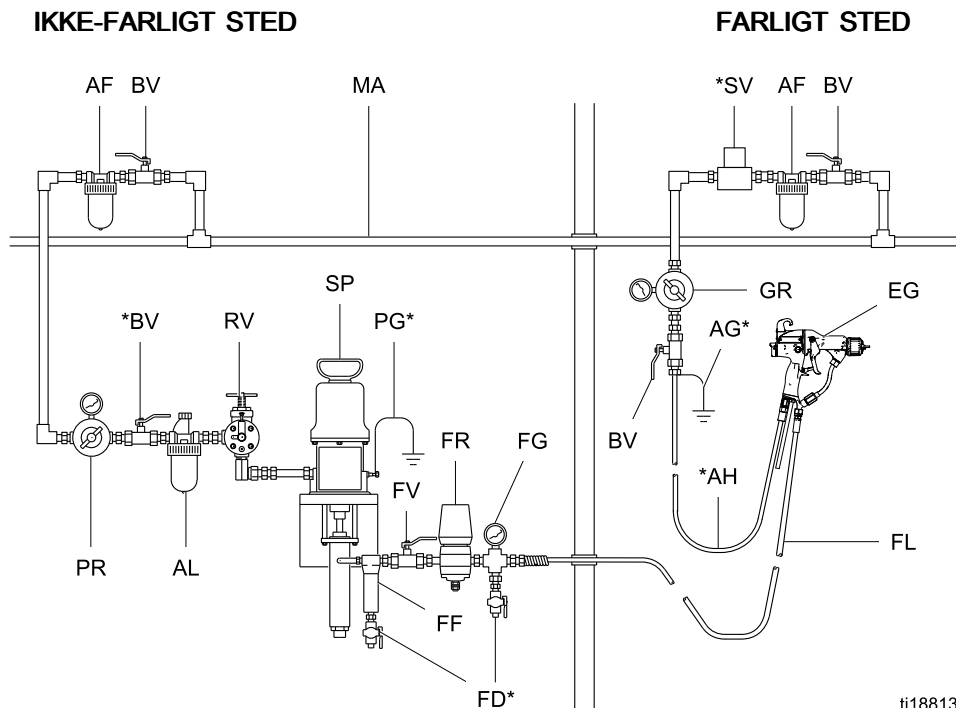 IKKE-FARLIGT STED
FARLIGT STED
AF BV MA *SV AF BV
SP GR EG
*BV RV PG* AG*
FR FG BV
FV *AH
PR AL FL
FF
FD*
ti18813